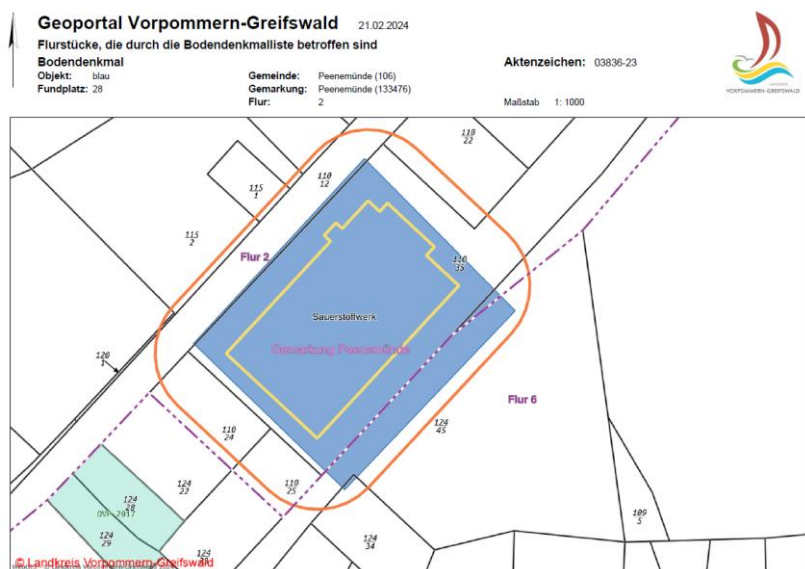 Geoportal Vorpommern-Greifswald 21.02.2024
Flurstücke, die durch die Bodendenkmalliste betroffen sind
Bodendenkmal
Objekt: blau
Fundplatz: 28
Gemeinde: Peenemünde (106)
Gemarkung: Peenemünde (133476)
Flur: 2
Aktenzeichen: 03836-23
Maßstab 1: 1000
VORPOMMERN-GREIFSWALD
110
22
110
12
115
1
115
2
Flur 2
110
35
Sauerstoffwerk
Gemarkung Peenemünde
120
1
Flur 6
124
45
110
24
110
25
124
22
124
28
124
29
124
34
109
5
© Landkreis Vorpommern-Greifswald